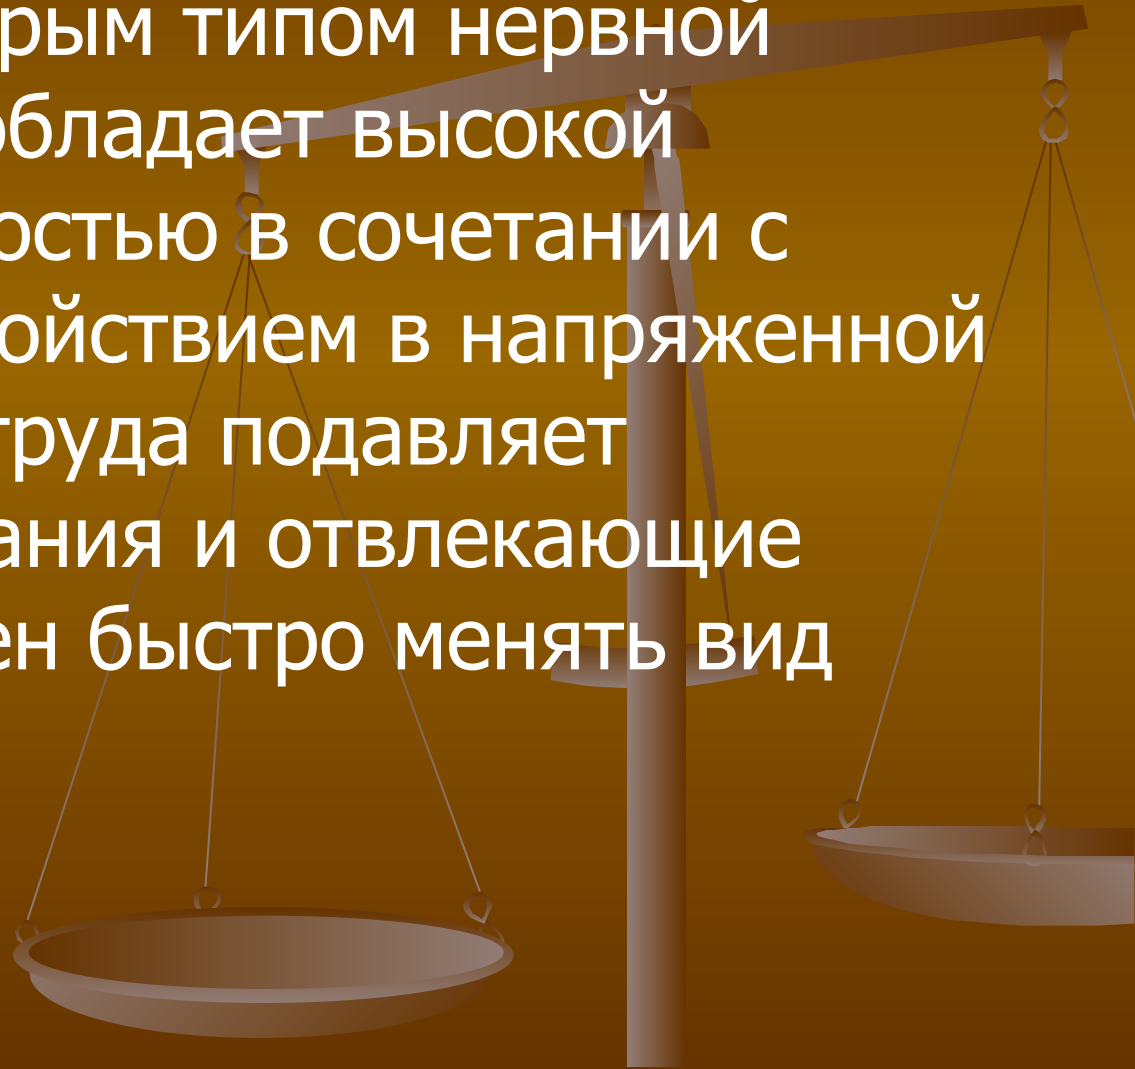 рым типом нервной
обладает высокой
остью в сочетании с
ойствием в напряженной
труда подавляет
ания и отвлекающие
ен быстро менять вид